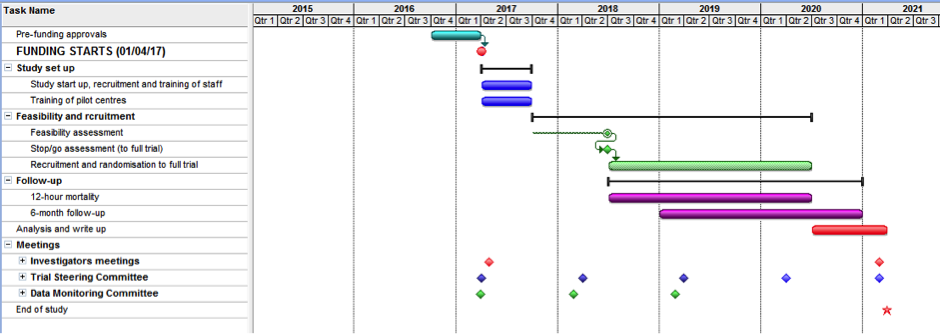 Task Name
2015 2016 2017 2018 2019 2020 2021
Qtr 1 Qtr 2 Qtr 3 Qtr 4 Qtr 1 Qtr 2 Qtr 3 Qtr 4 Qtr 1 Qtr 2 Qtr 3 Qtr 4 Qtr 1 Qtr 2 Qtr 3 Qtr 4 Qtr 1 Qtr 2 Qtr 3 Qtr 4 Qtr 1 Qtr 2 Qtr 3 Qtr 4 Qtr 1 Qtr 2 Qtr 3
Pre-funding approvals
FUNDING STARTS (01/04/17)
Study set up
Study start up, recruitment and training of staff
Training of pilot centres
Feasibility and rcruitment
Feasibility assessment
Stop/go assessment (to full trial)
Recruitment and randomisation to full trial
Follow-up
12-hour mortality
6-month follow-up
Analysis and write up
Meetings
Investigators meetings
Trial Steering Committee
Data Monitoring Committee
End of study